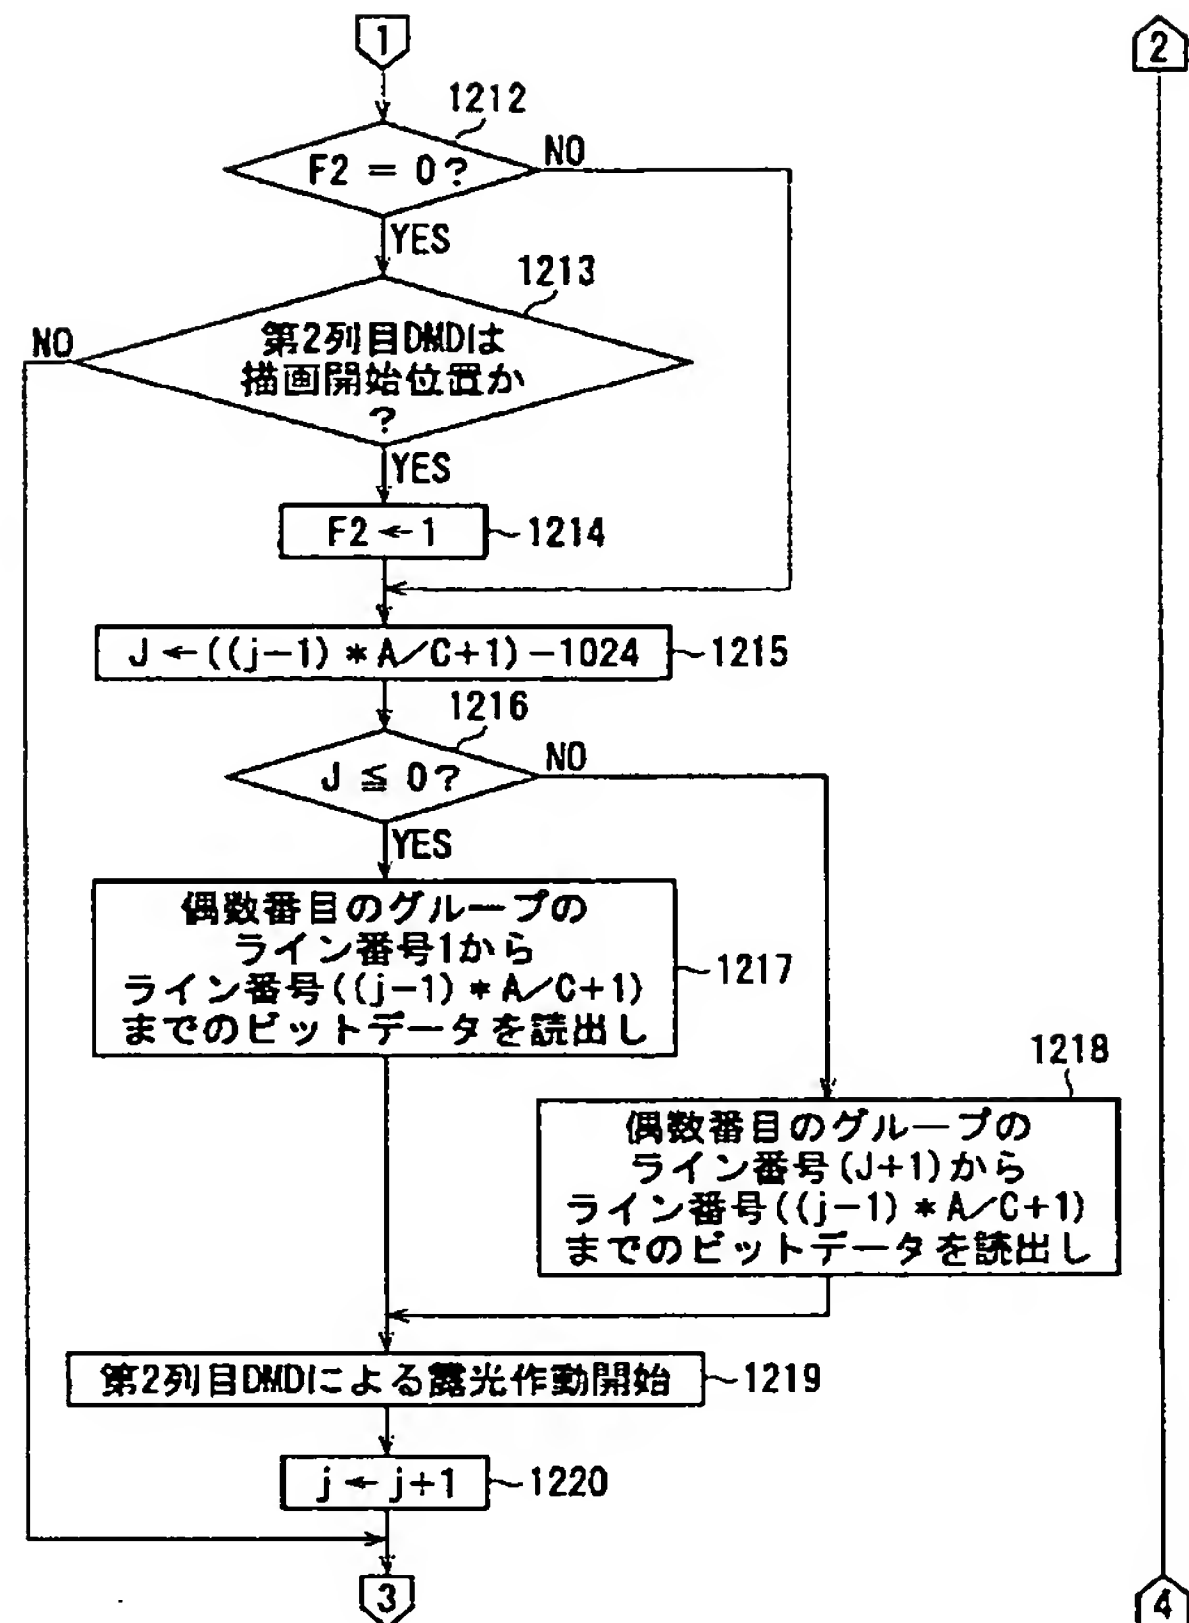 1
2
1212
F2 = 0?
NO
YES
1213
NO
第2列目DMDは
描画開始位置か
?
YES
F2←1
1214
J←((j-1)*A/C+1)-1024
1215
1216
J ≦ 0?
NO
YES
偶数番目のグループの
ライン番号1から
ライン番号((j-1)*A/C+1)
までのビットデータを読出し
1217
1218
偶数番目のグループの
ライン番号(J+1)から
ライン番号((j-1)*A/C+1)
までのビットデータを読出し
第2列目DMDによる露光作動開始
1219
j←j+1
1220
3
4